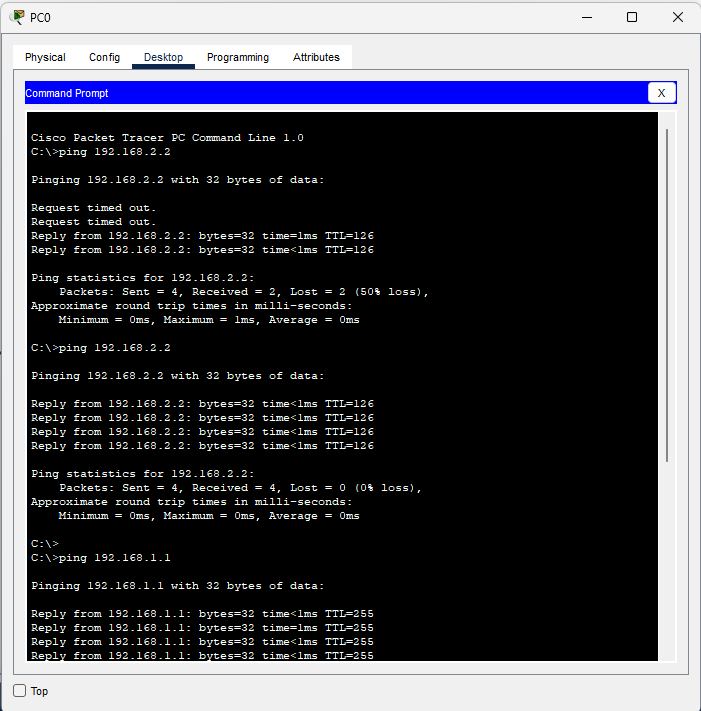 PC0
Physical Config Desktop Programming Attributes
Command Prompt X
Cisco Packet Tracer PC Command Line 1.0
C:\>ping 192.168.2.2
Pinging 192.168.2.2 with 32 bytes of data:
Request timed out.
Request timed out.
Reply from 192.168.2.2: bytes=32 time=1ms TTL=126
Reply from 192.168.2.2: bytes=32 time<1ms TTL=126
Ping statistics for 192.168.2.2:
    Packets: Sent = 4, Received = 2, Lost = 2 (50% loss),
Approximate round trip times in milli-seconds:
    Minimum = 0ms, Maximum = 1ms, Average = 0ms
C:\>ping 192.168.2.2
Pinging 192.168.2.2 with 32 bytes of data:
Reply from 192.168.2.2: bytes=32 time<1ms TTL=126
Reply from 192.168.2.2: bytes=32 time<1ms TTL=126
Reply from 192.168.2.2: bytes=32 time<1ms TTL=126
Reply from 192.168.2.2: bytes=32 time<1ms TTL=126
Ping statistics for 192.168.2.2:
    Packets: Sent = 4, Received = 4, Lost = 0 (0% loss),
Approximate round trip times in milli-seconds:
    Minimum = 0ms, Maximum = 0ms, Average = 0ms
C:\>
C:\>ping 192.168.1.1
Pinging 192.168.1.1 with 32 bytes of data:
Reply from 192.168.1.1: bytes=32 time<1ms TTL=255
Reply from 192.168.1.1: bytes=32 time<1ms TTL=255
Reply from 192.168.1.1: bytes=32 time<1ms TTL=255
Reply from 192.168.1.1: bytes=32 time<1ms TTL=255
Top